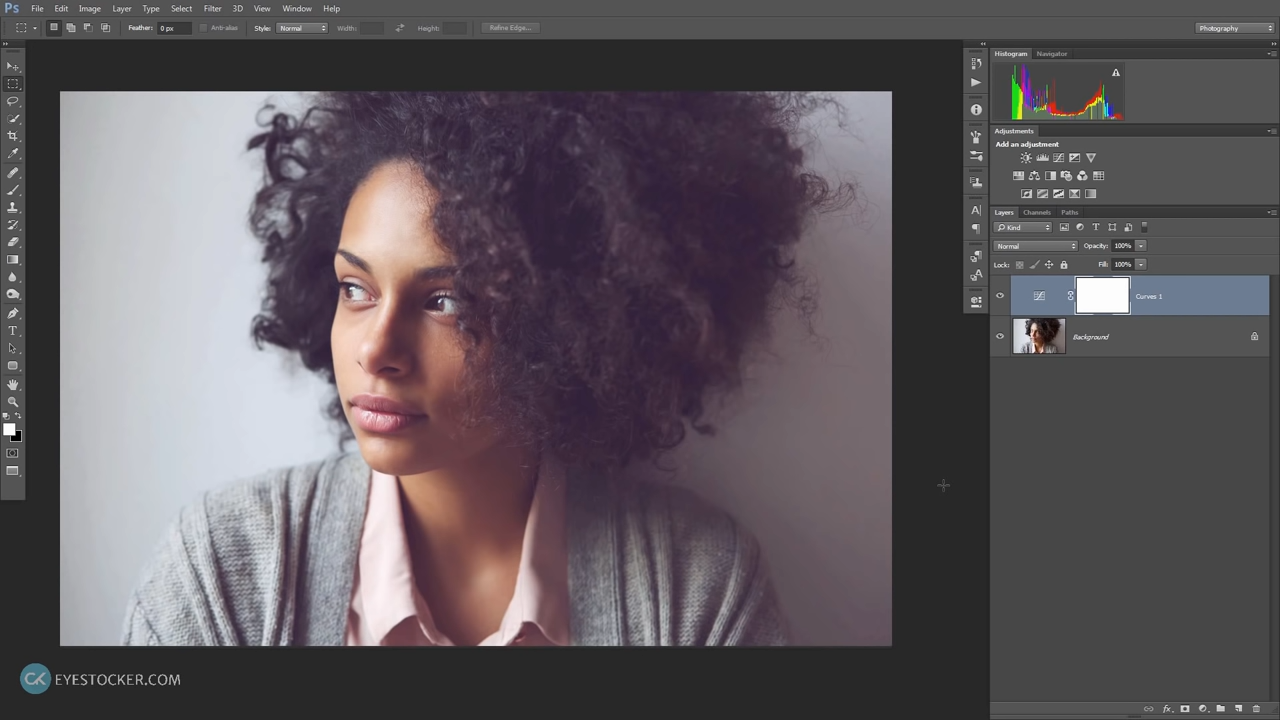 Ps File Edit Image Layer Type Select Filter 3D View Window Help
Feather: 0 px Anti-alias Style: Normal Width: Height: Refine Edge... Photography
Histogram Navigator
Adjustments
Add an adjustment
Layers Channels Paths
Kind
Normal Opacity: 100%
Lock: Fill: 100%
Curves 1
Background
fx
CK EYESTOCKER.COM